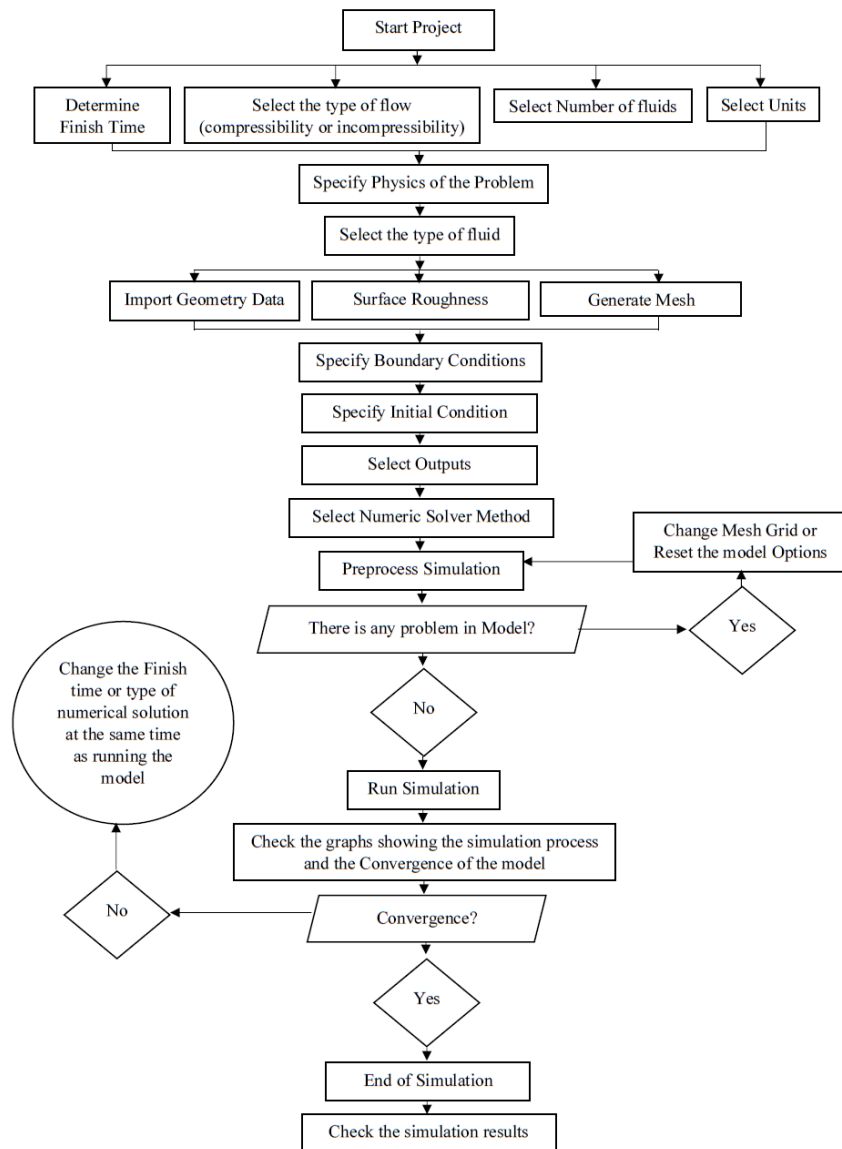 Start Project
Determine
Finish Time
Select the type of flow
(compressibility or incompressibility)
Select Number of fluids
Select Units
Specify Physics of the Problem
Select the type of fluid
Import Geometry Data
Surface Roughness
Generate Mesh
Specify Boundary Conditions
Specify Initial Condition
Select Outputs
Select Numeric Solver Method
Change Mesh Grid or
Reset the model Options
Preprocess Simulation
There is any problem in Model?
Yes
Change the Finish
time or type of
numerical solution
at the same time
as running the
model
No
Run Simulation
Check the graphs showing the simulation process
and the Convergence of the model
No
Convergence?
Yes
End of Simulation
Check the simulation results